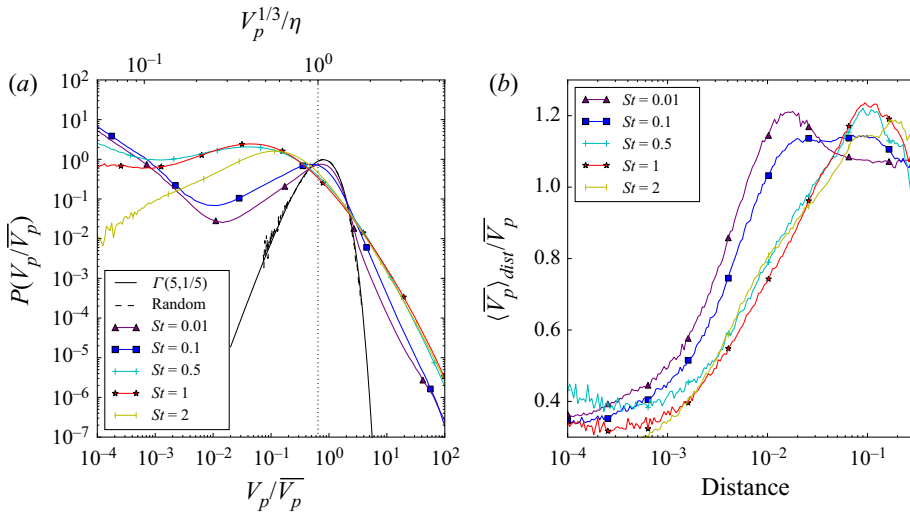 V_p^{1/3}/η
10^{-1} 10^0
(a)
10^2
10^1
10^0
10^{-1}
10^{-2}
10^{-3}
10^{-4}
10^{-5}
10^{-6}
10^{-7}
P(V_p/\overline{V_p})
Γ(5,1/5)
Random
St = 0.01
St = 0.1
St = 0.5
St = 1
St = 2
10^{-4} 10^{-3} 10^{-2} 10^{-1} 10^0 10^1 10^2
V_p/\overline{V_p}
(b)
1.2
1.0
0.8
0.6
0.4
⟨\overline{V_p}⟩_{dist}/\overline{V}_p
St = 0.01
St = 0.1
St = 0.5
St = 1
St = 2
10^{-4} 10^{-3} 10^{-2} 10^{-1}
Distance